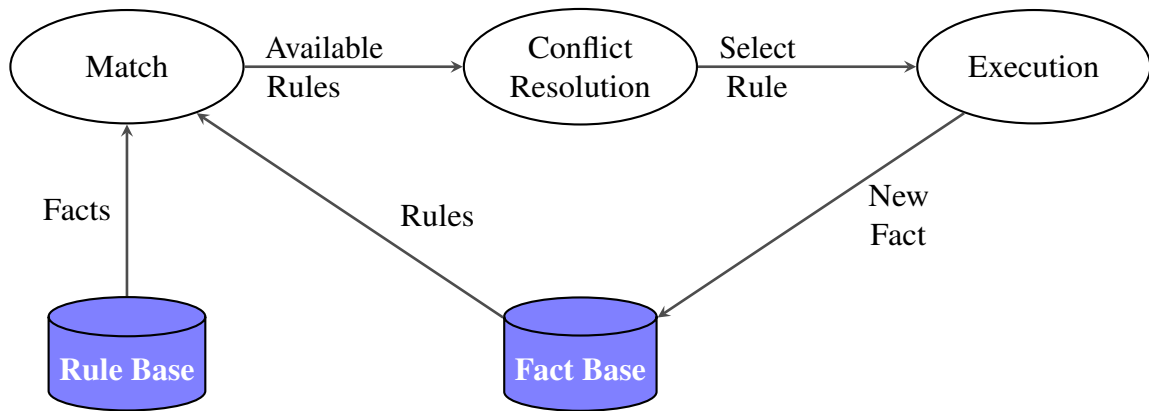 Match
Available
Rules
Conflict
Resolution
Select
Rule
Execution
Facts
Rules
New
Fact
Rule Base
Fact Base